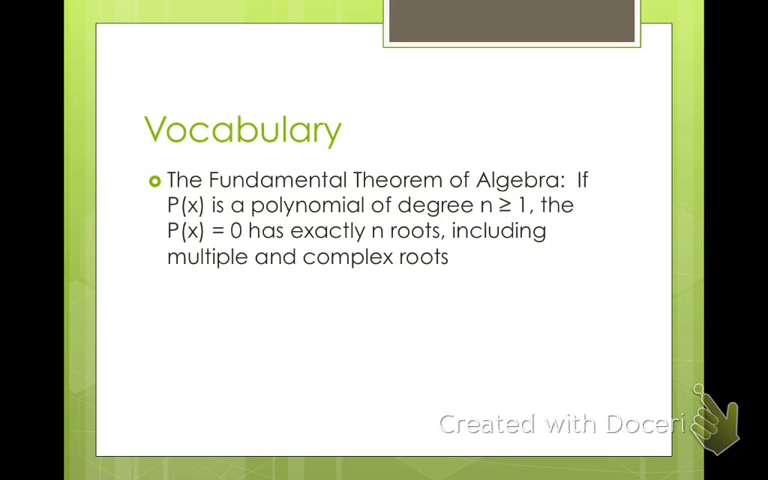 Vocabulary
The Fundamental Theorem of Algebra: If
P(x) is a polynomial of degree n ≥ 1, the
P(x) = 0 has exactly n roots, including
multiple and complex roots
Created with Doceri